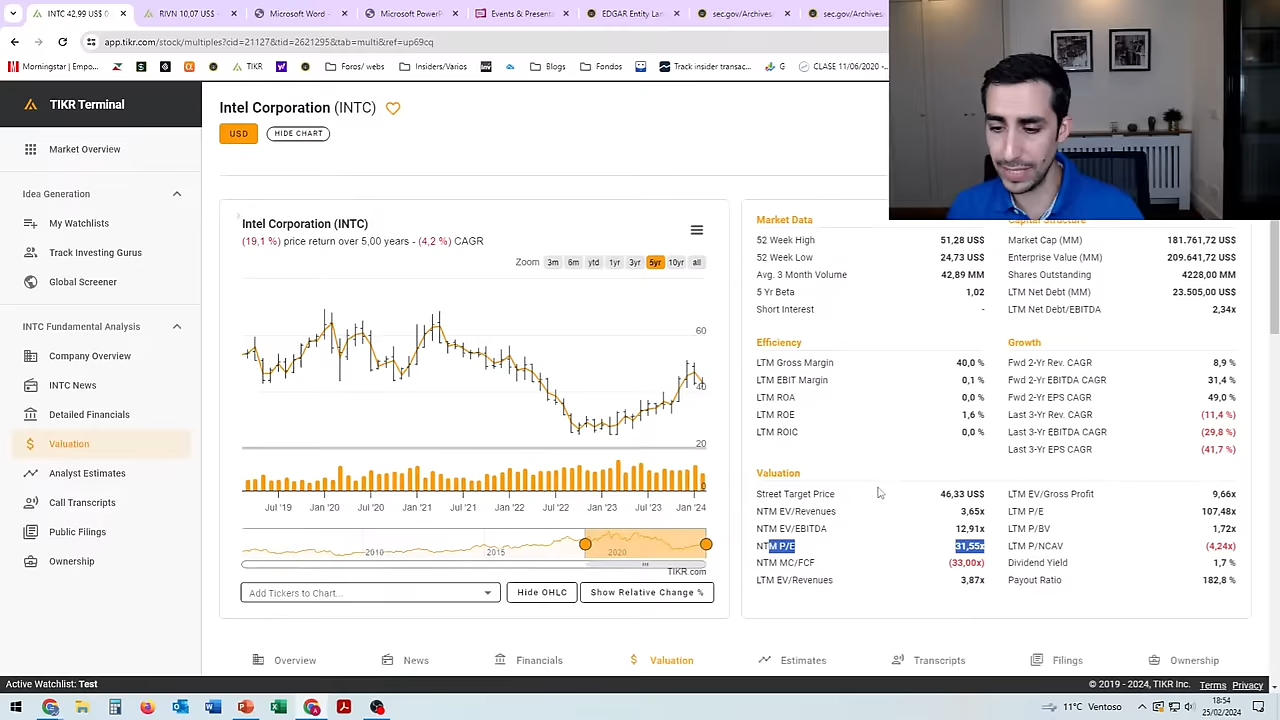 INTC 42.99 US$
RIVN 10.07 US$
Microsoft Word -
Microsoft PowerP
Events & Presenta
EDGAR Entity Lan
sec.gov/Archives
sec.gov/Archives
app.tikr.com/stock/multiples?cid=21127&tid=2621295&tab=multi&ref=up69cq
Morningstar | Empo...
TIKR
Foros/ webs
Insiders/Varios
Blogs
Fondos
Track insider transac...
G
CLASE 11/06/2020 -
TIKR Terminal
Market Overview
Idea Generation
My Watchlists
Track Investing Gurus
Global Screener
INTC Fundamental Analysis
Company Overview
INTC News
Detailed Financials
Valuation
Analyst Estimates
Call Transcripts
Public Filings
Ownership
Intel Corporation (INTC)
USD HIDE CHART
Intel Corporation (INTC)
(19,1 %) price return over 5,00 years - (4,2 %) CAGR
Zoom 3m 6m ytd 1yr 3yr 5yr 10yr all
60
40
20
0
Jul '19 Jan '20 Jul '20 Jan '21 Jul '21 Jan '22 Jul '22 Jan '23 Jul '23 Jan '24
2010 2015 2020
TIKR.com
Add Tickers to Chart... Hide OHLC Show Relative Change %
Market Data
52 Week High 51,28 US$
52 Week Low 24,73 US$
Avg. 3 Month Volume 42,89 MM
5 Yr Beta 1,02
Short Interest -
Capital Structure
Market Cap (MM) 181.761,72 US$
Enterprise Value (MM) 209.641,72 US$
Shares Outstanding 4228,00 MM
LTM Net Debt (MM) 23.505,00 US$
LTM Net Debt/EBITDA 2,34x
Efficiency
LTM Gross Margin 40,0 %
LTM EBIT Margin 0,1 %
LTM ROA 0,0 %
LTM ROE 1,6 %
LTM ROIC 0,0 %
Growth
Fwd 2-Yr Rev. CAGR 8,9 %
Fwd 2-Yr EBITDA CAGR 31,4 %
Fwd 2-Yr EPS CAGR 49,0 %
Last 3-Yr Rev. CAGR (11,4 %)
Last 3-Yr EBITDA CAGR (29,8 %)
Last 3-Yr EPS CAGR (41,7 %)
Valuation
Street Target Price 46,33 US$
NTM EV/Revenues 3,65x
NTM EV/EBITDA 12,91x
NTM P/E 31,55x
NTM MC/FCF (33,00x)
LTM EV/Revenues 3,87x
LTM EV/Gross Profit 9,66x
LTM P/E 107,48x
LTM P/BV 1,72x
LTM P/NCAV (4,24x)
Dividend Yield 1,7 %
Payout Ratio 182,8 %
Overview News Financials Valuation Estimates Transcripts Filings Ownership
Active Watchlist: Test
© 2019 - 2024, TIKR Inc. Terms Privacy
11°C Ventoso
18:54
25/02/2024